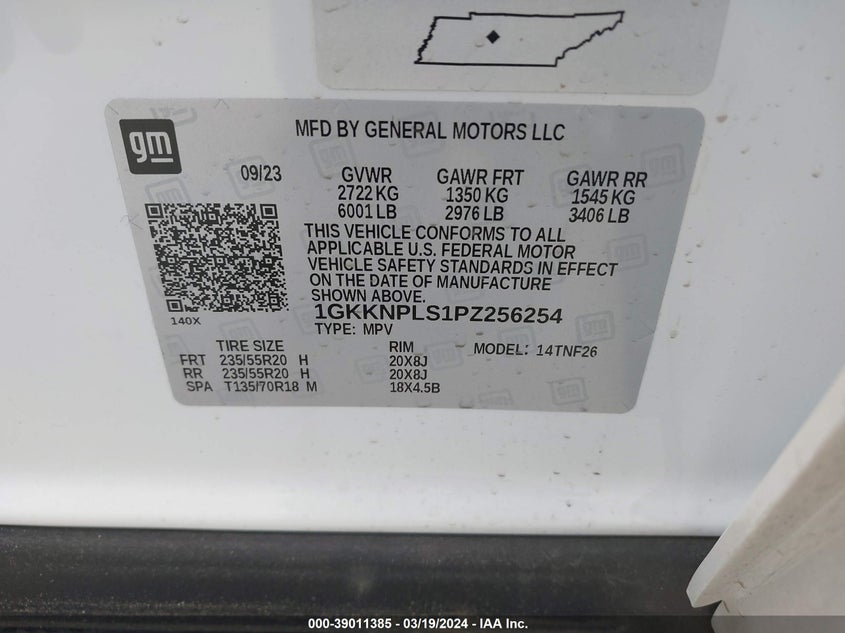 gm
MFD BY GENERAL MOTORS LLC
09/23 GVWR GAWR FRT GAWR RR
2722 KG 1350 KG 1545 KG
6001 LB 2976 LB 3406 LB
THIS VEHICLE CONFORMS TO ALL
APPLICABLE U.S. FEDERAL MOTOR
VEHICLE SAFETY STANDARDS IN EFFECT
ON THE DATE OF MANUFACTURE
SHOWN ABOVE.
140X
1GKKNPLS1PZ256254
TYPE: MPV
TIRE SIZE RIM MODEL: 14TNF26
FRT 235/55R20 H 20X8J
RR 235/55R20 H 20X8J
SPA T135/70R18 M 18X4.5B
000-39011385 - 03/19/2024 - IAA Inc.